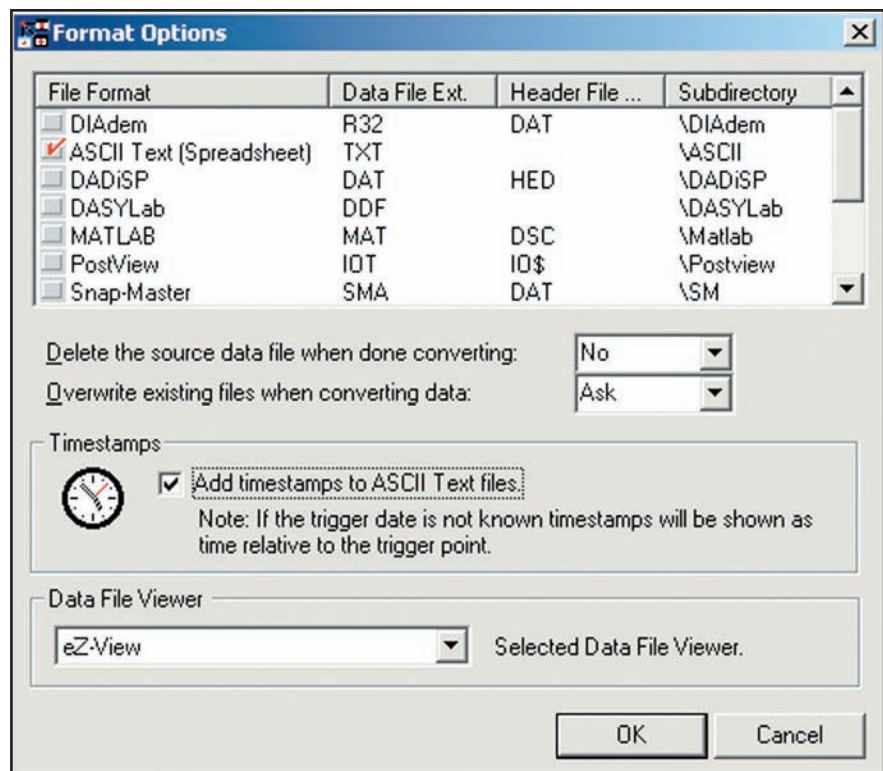 Format Options
File Format Data File Ext. Header File ... Subdirectory
DIAdem R32 DAT \DIAdem
ASCII Text (Spreadsheet) TXT \ASCII
DADiSP DAT HED \DADiSP
DASYLab DDF \DASYLab
MATLAB MAT DSC \Matlab
PostView IOT IO$ \Postview
Snap-Master SMA DAT \SM
Delete the source data file when done converting: No
Overwrite existing files when converting data: Ask
Timestamps
Add timestamps to ASCII Text files.
Note: If the trigger date is not known timestamps will be shown as
time relative to the trigger point.
Data File Viewer
eZ-View Selected Data File Viewer.
OK Cancel